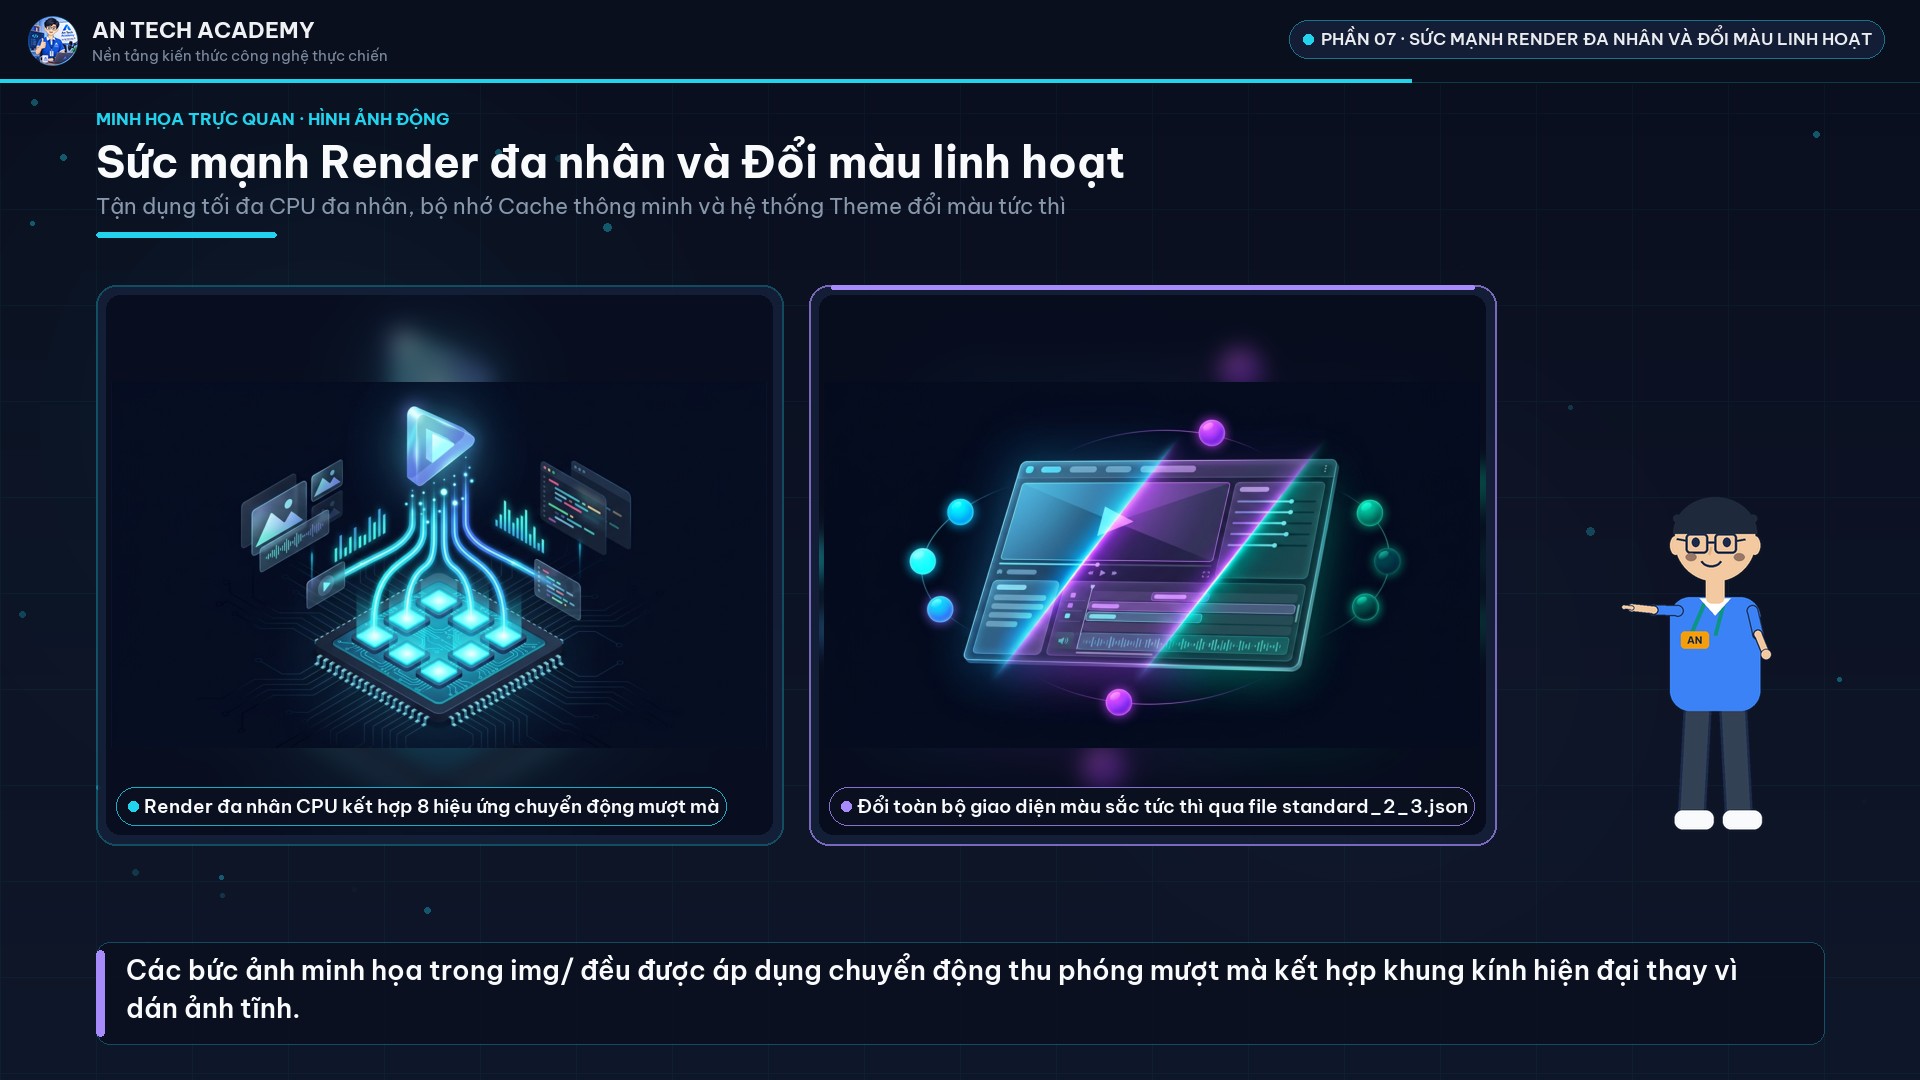 AN TECH ACADEMY
Nền tảng kiến thức công nghệ thực chiến
PHẦN 07 · SỨC MẠNH RENDER ĐA NHÂN VÀ ĐỔI MÀU LINH HOẠT
MINH HỌA TRỰC QUAN · HÌNH ẢNH ĐỘNG
Sức mạnh Render đa nhân và Đổi màu linh hoạt
Tận dụng tối đa CPU đa nhân, bộ nhớ Cache thông minh và hệ thống Theme đổi màu tức thì
Render đa nhân CPU kết hợp 8 hiệu ứng chuyển động mượt mà
Đổi toàn bộ giao diện màu sắc tức thì qua file standard_2_3.json
AN
Các bức ảnh minh họa trong img/ đều được áp dụng chuyển động thu phóng mượt mà kết hợp khung kính hiện đại thay vì
dán ảnh tĩnh.